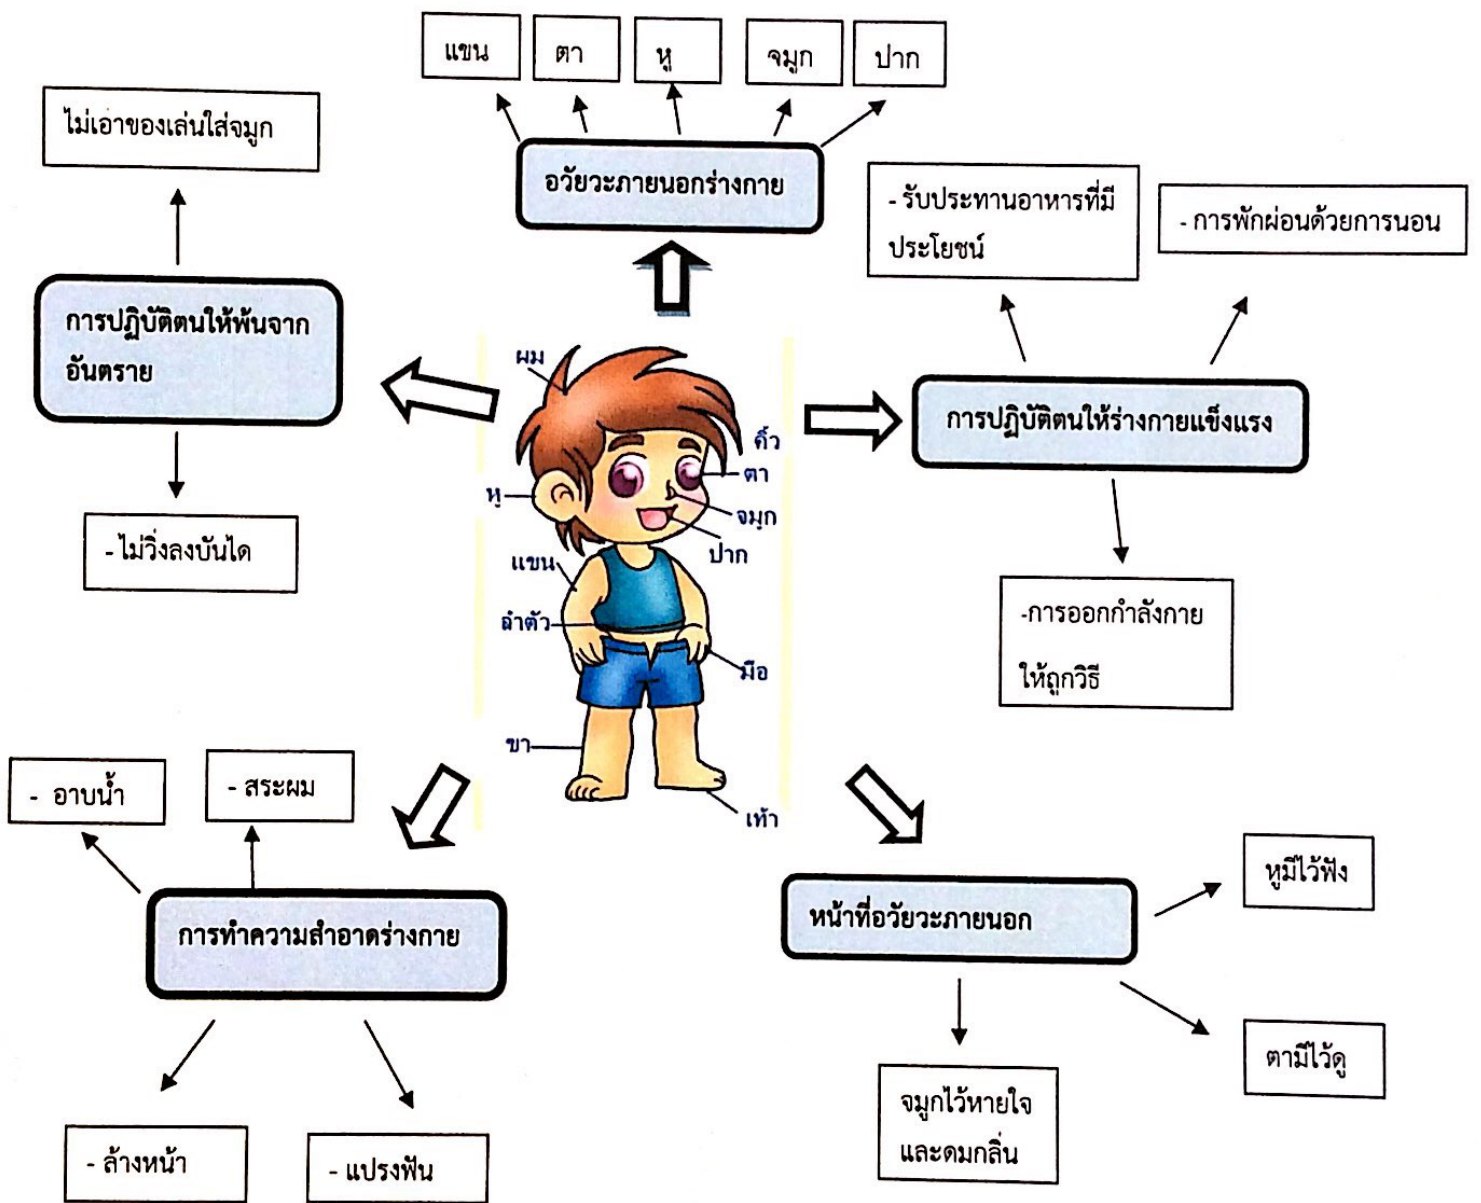 แขน
ตา
หู
จมูก
ปาก
อวัยวะภายนอกร่างกาย
ไม่เอาของเล่นใส่จมูก
การปฏิบัติตนให้พ้นจาก
อันตราย
- ไม่วิ่งลงบันได
- รับประทานอาหารที่มี
ประโยชน์
- การพักผ่อนด้วยการนอน
การปฏิบัติตนให้ร่างกายแข็งแรง
-การออกกำลังกาย
ให้ถูกวิธี
ผม
คิ้ว
ตา
หู
จมูก
ปาก
แขน
ลำตัว
มือ
ขา
เท้า
- อาบน้ำ
- สระผม
การทำความสำอาดร่างกาย
- ล้างหน้า
- แปรงฟัน
หน้าที่อวัยวะภายนอก
หูมีไว้ฟัง
ตามีไว้ดู
จมูกไว้หายใจ
และดมกลิ่น